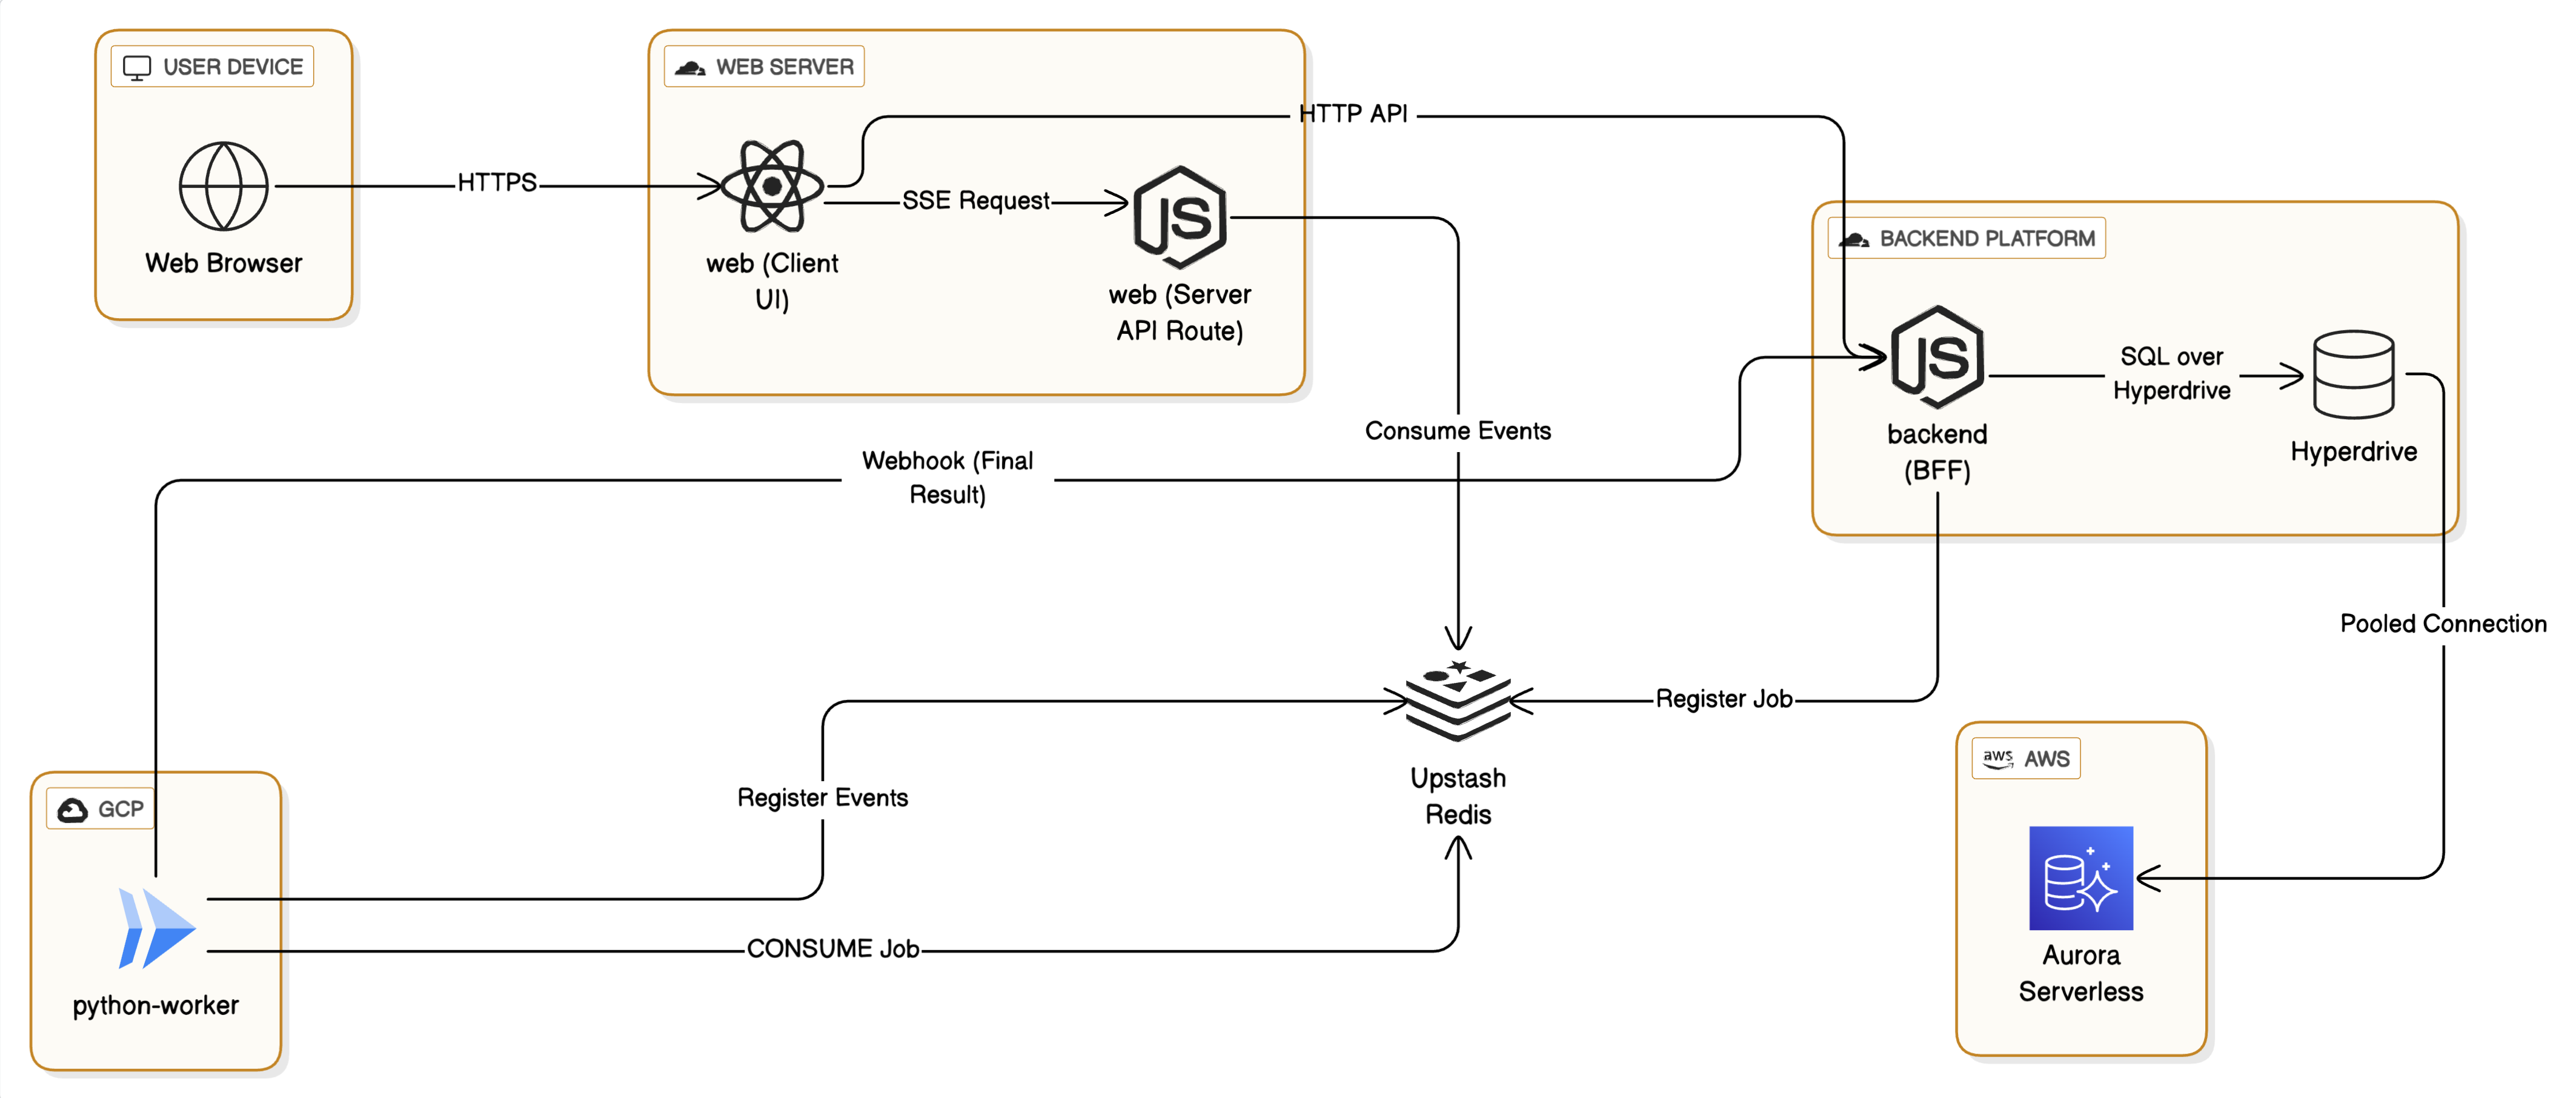 USER DEVICE
Web Browser
HTTPS
WEB SERVER
web (Client
UI)
SSE Request
web (Server
API Route)
HTTP API
BACKEND PLATFORM
backend
(BFF)
SQL over
Hyperdrive
Hyperdrive
Consume Events
Webhook (Final
Result)
Pooled Connection
Register Job
Upstash
Redis
Register Events
CONSUME Job
GCP
python-worker
aws AWS
Aurora
Serverless